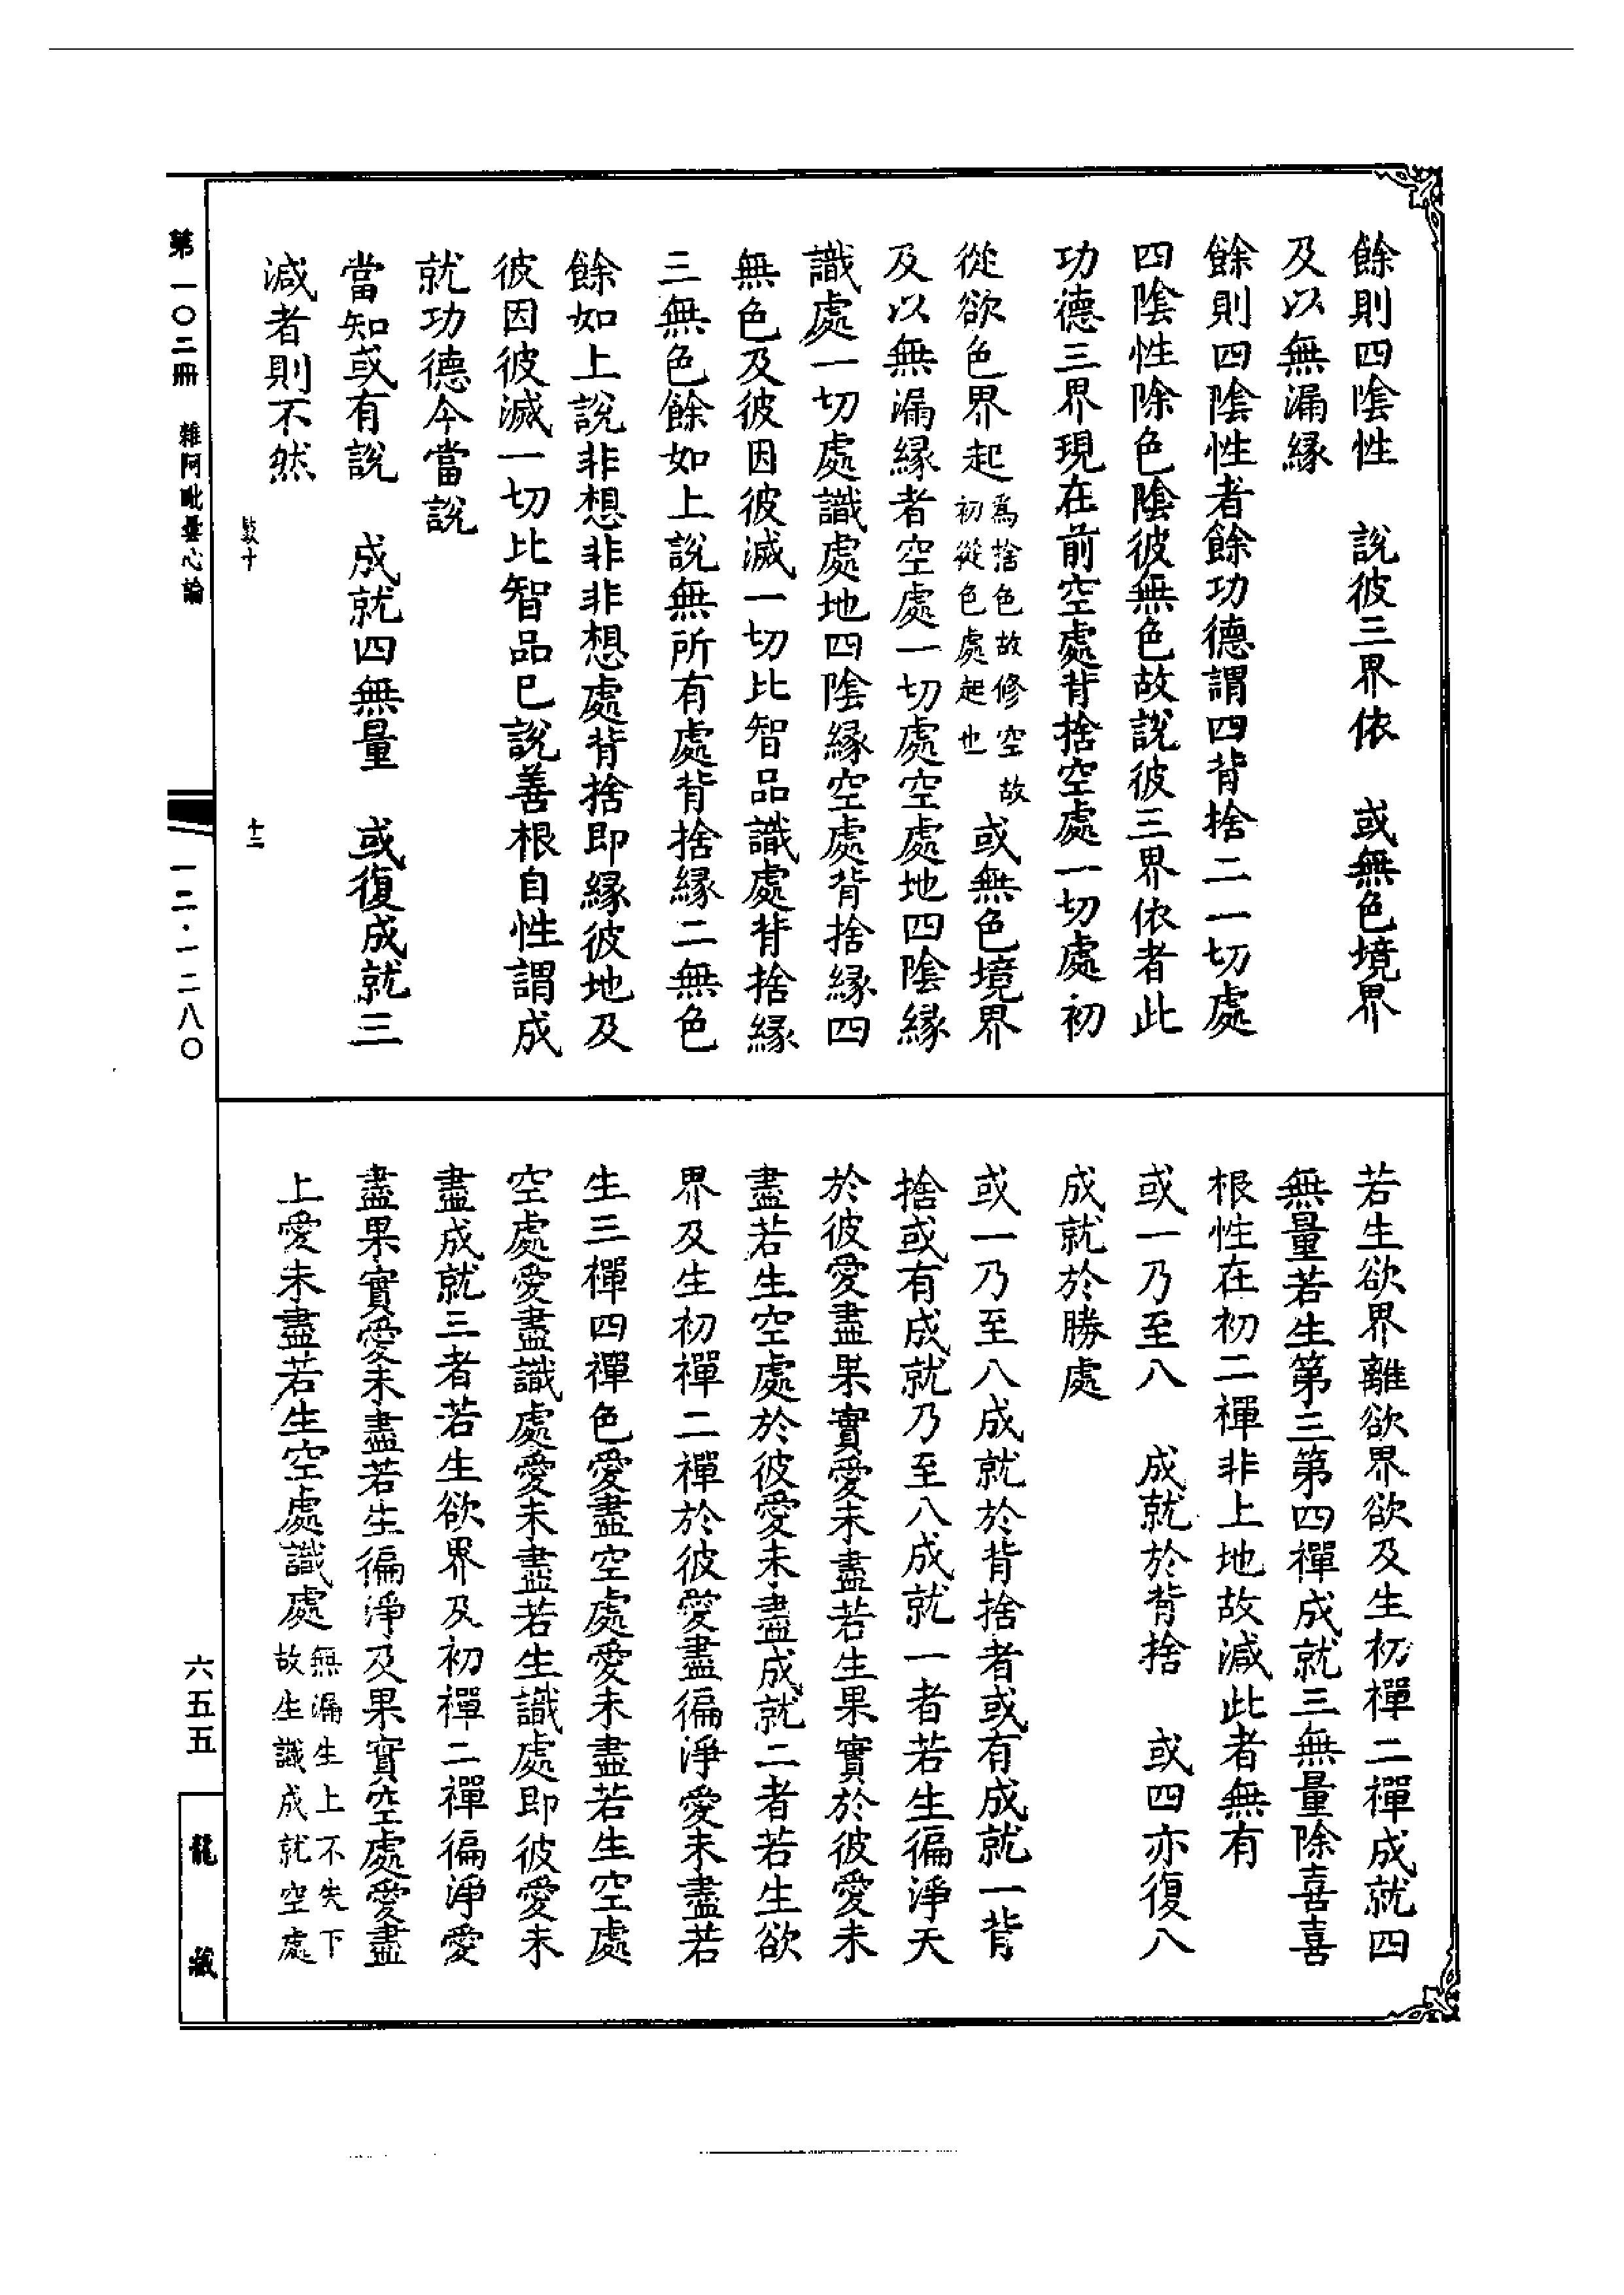 餘則四陰性　說彼三界依　或無色境界
及以無漏緣
餘則四陰性者餘功德謂四背捨二一切處
四陰性除色陰彼無色故說彼三界依者此
功德三界現在前空處背捨空處一切處初
從欲色界起為捨色故修空故初從色處起也或無色境界
及以無漏緣者空處一切處空處地四陰緣
識處一切處識處地四陰緣空處背捨緣四
無色及彼因彼滅一切比智品識處背捨緣
三無色餘如上說無所有處背捨緣二無色
餘如上說非想非非想處背捨即緣彼地及
彼因彼滅一切比智品已說善根自性謂成
就功德今當說
當知或有說　成就四無量　或復成就三
減者則不然
若生欲界離欲界欲及生初禪二禪成就四
無量若生第三第四禪成就三無量除喜喜
根性在初二禪非上地故減此者無有
或一乃至八　成就於背捨　或四亦復八
成就於勝處
或一乃至八成就於背捨者或有成就一背
捨或有成就乃至八成就一者若生徧淨天
於彼愛盡果實愛未盡若生果實於彼愛未
盡若生空處於彼愛未盡成就二者若生欲
界及生初禪二禪於彼愛盡徧淨愛未盡若
生三禪四禪色愛盡空處愛未盡若生空處
空處愛盡識處愛未盡若生識處即彼愛未
盡成就三者若生欲界及初禪二禪徧淨愛
盡果實愛未盡若生徧淨及果實空處愛盡
上愛未盡若生空處識處無漏生上不失下故生識成就空處
第一〇二冊　雜阿毗曇心論
十三
一二·一二八〇
六五五
龍藏